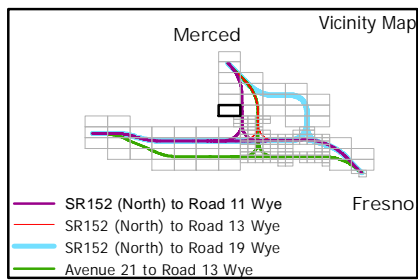 Vicinity Map
Merced
Fresno
SR152 (North) to Road 11 Wye
SR152 (North) to Road 13 Wye
SR152 (North) to Road 19 Wye
Avenue 21 to Road 13 Wye